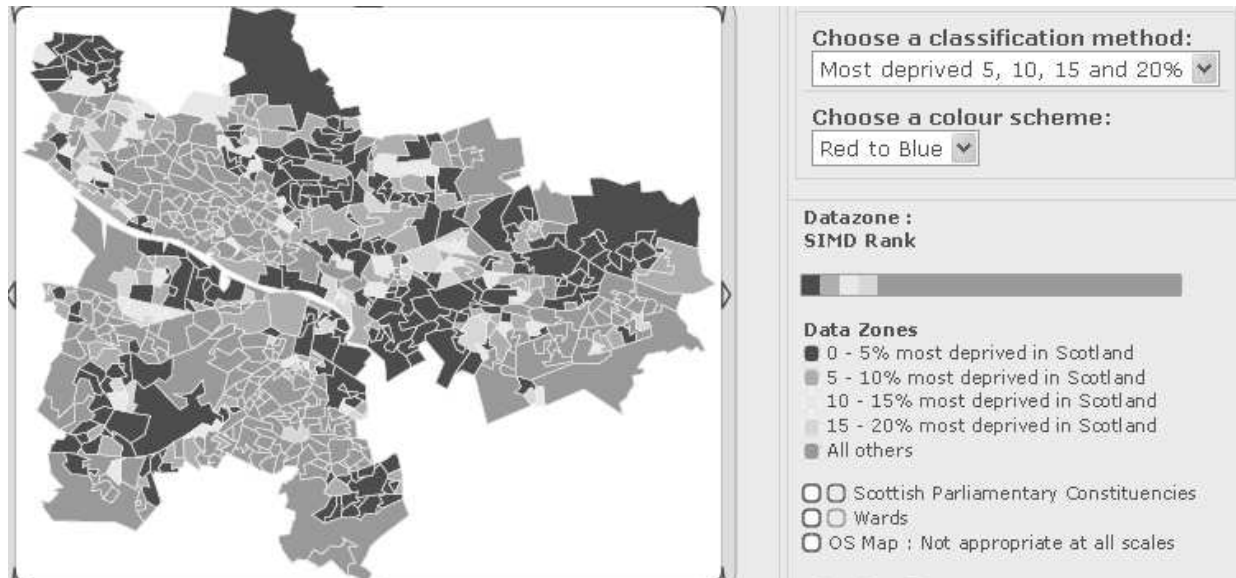 Choose a classification method:
Most deprived 5, 10, 15 and 20%
Choose a colour scheme:
Red to Blue
Datazone :
SIMD Rank
Data Zones
0 - 5% most deprived in Scotland
5 - 10% most deprived in Scotland
10 - 15% most deprived in Scotland
15 - 20% most deprived in Scotland
All others
Scottish Parliamentary Constituencies
Wards
OS Map : Not appropriate at all scales